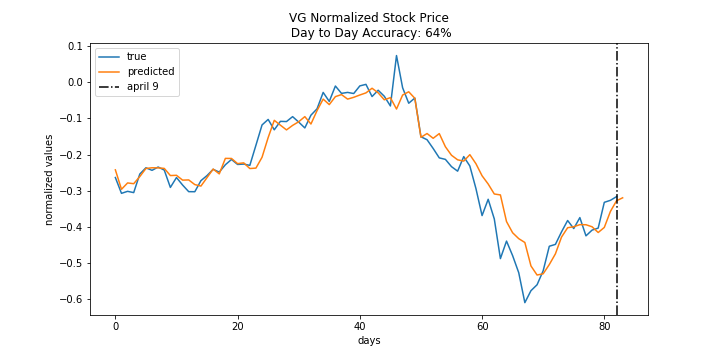 VG Normalized Stock Price
Day to Day Accuracy: 64%
true
predicted
april 9
normalized values
0.1
0.0
−0.1
−0.2
−0.3
−0.4
−0.5
−0.6
0
20
40
60
80
days